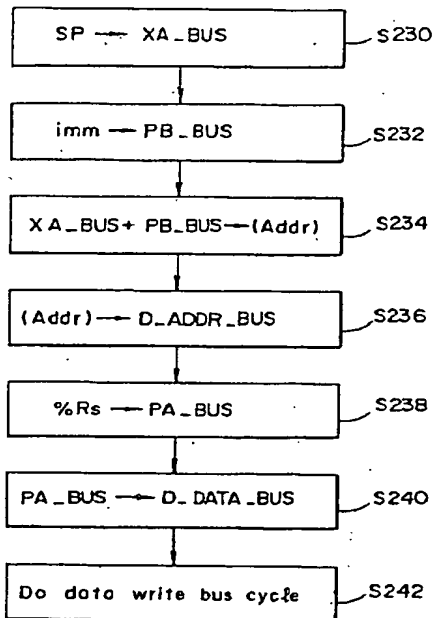 SP → XA_BUS S230
imm → PB_BUS S232
XA_BUS + PB_BUS → (Addr) S234
(Addr) → D_ADDR_BUS S236
%Rs → PA_BUS S238
PA_BUS → D_DATA_BUS S240
Do data write bus cycle S242